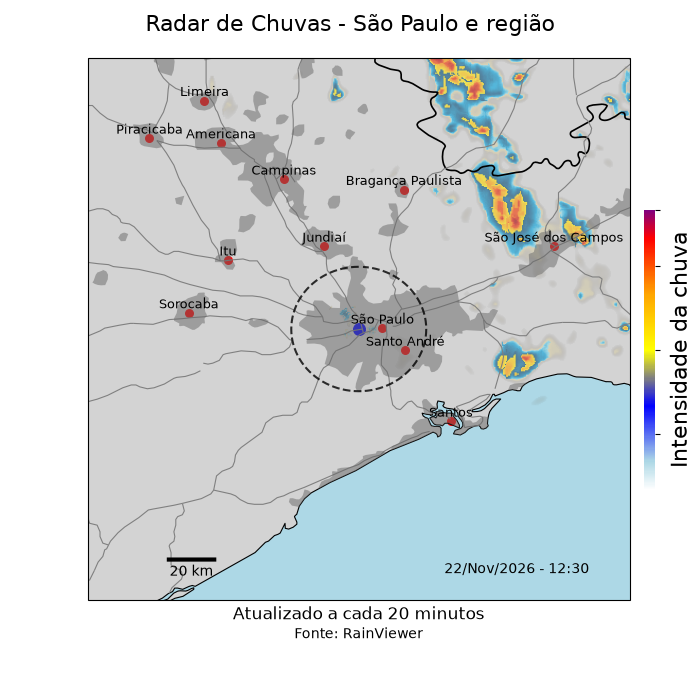 Radar de Chuvas - São Paulo e região
Limeira
Piracicaba
Americana
Campinas
Bragança Paulista
Jundiaí
São José dos Campos
Itu
Sorocaba
São Paulo
Santo André
Santos
Intensidade da chuva
20 km
22/Nov/2026 - 12:30
Atualizado a cada 20 minutos
Fonte: RainViewer